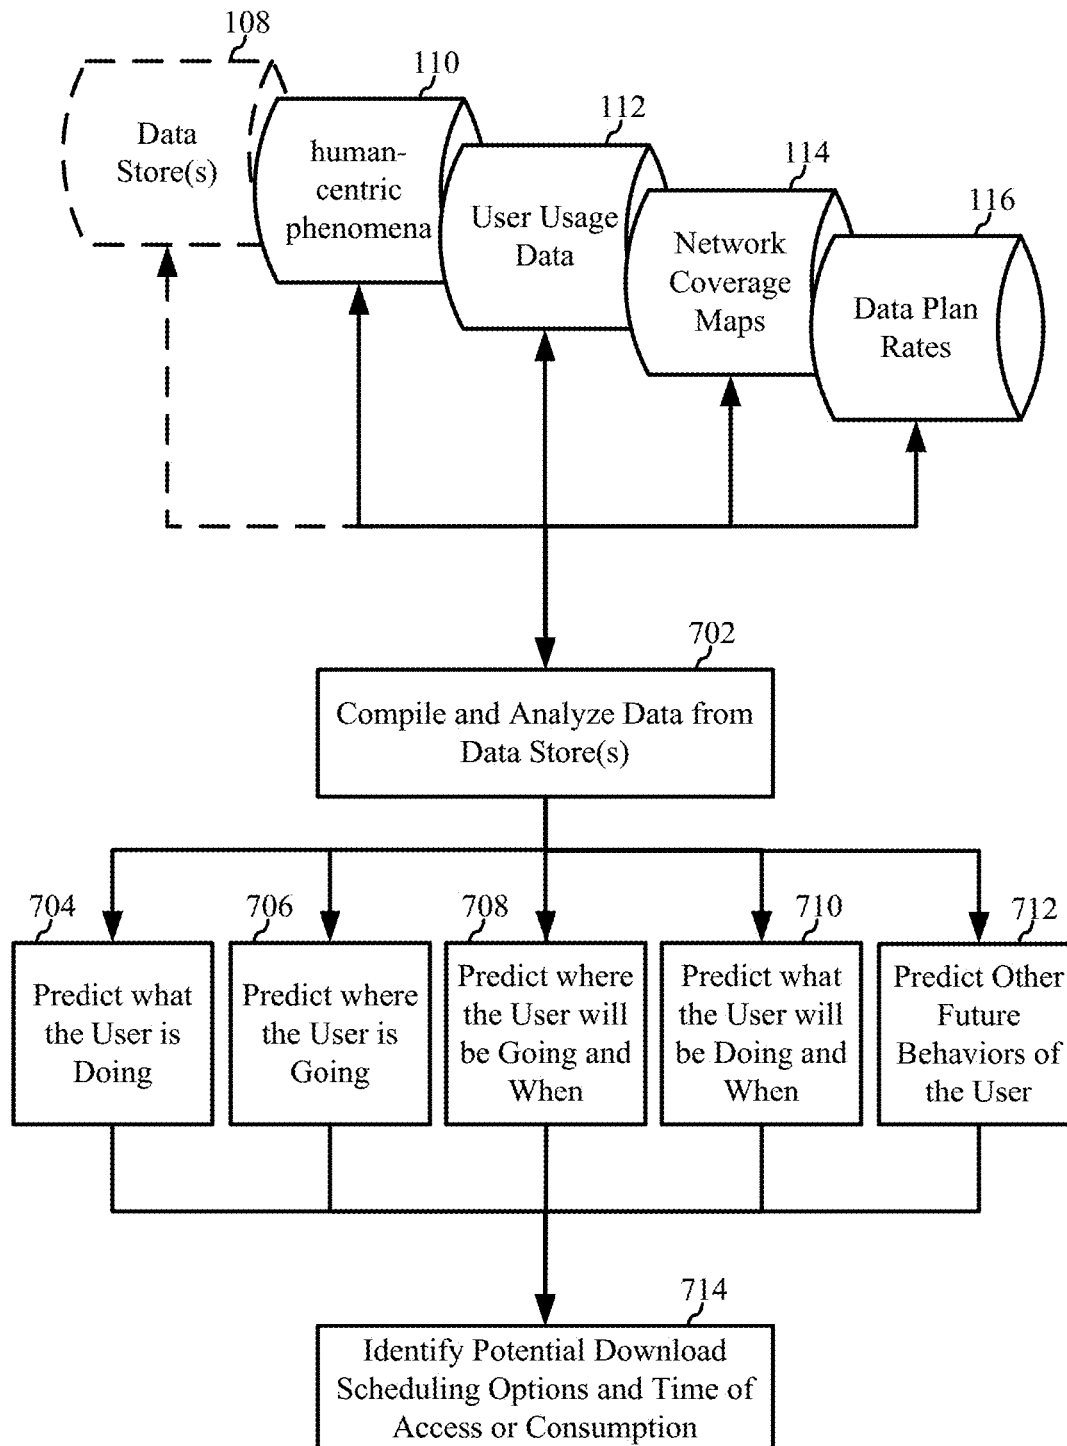 108
Data
Store(s)
110
human-
centric
phenomena
112
User Usage
Data
114
Network
Coverage
Maps
116
Data Plan
Rates
702
Compile and Analyze Data from
Data Store(s)
704
Predict what
the User is
Doing
706
Predict where
the User is
Going
708
Predict where
the User will
be Going and
When
710
Predict what
the User will
be Doing and
When
712
Predict Other
Future
Behaviors of
the User
714
Identify Potential Download
Scheduling Options and Time of
Access or Consumption